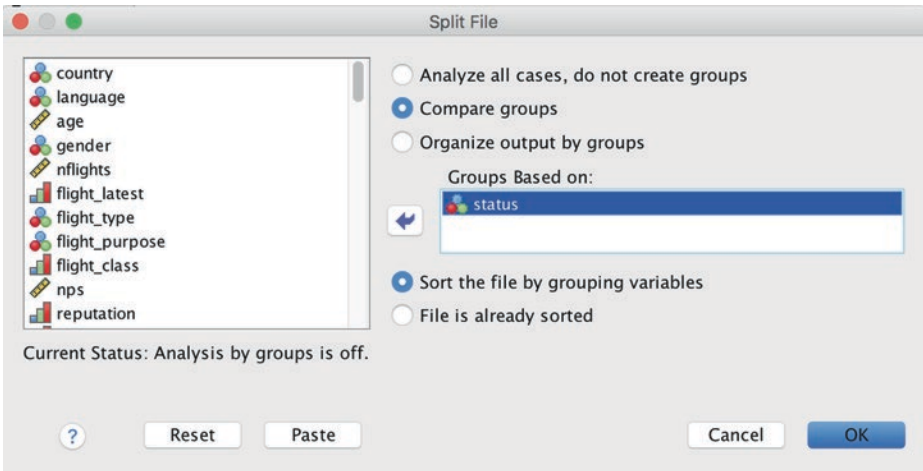 Split File
country
language
age
gender
nflights
flight_latest
flight_type
flight_purpose
flight_class
nps
reputation
Analyze all cases, do not create groups
Compare groups
Organize output by groups
Groups Based on:
status
Sort the file by grouping variables
File is already sorted
Current Status: Analysis by groups is off.
?
Reset
Paste
Cancel
OK